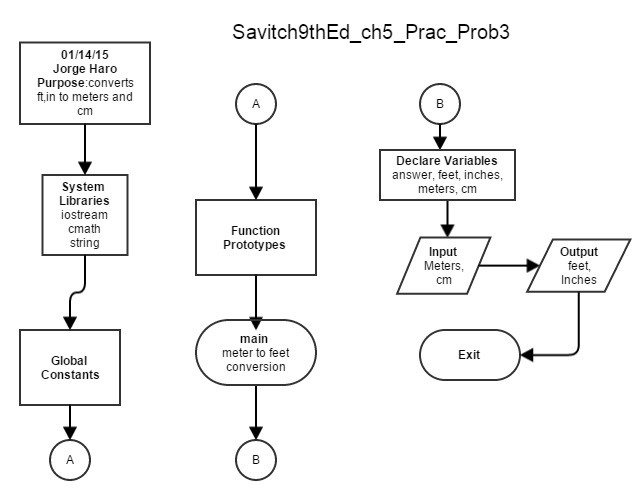 Savitch9thEd_ch5_Prac_Prob3
01/14/15
Jorge Haro
Purpose:converts
ft,in to meters and
cm
System
Libraries
iostream
cmath
string
Global
Constants
A
A
Function
Prototypes
main
meter to feet
conversion
B
B
Declare Variables
answer, feet, inches,
meters, cm
Input
Meters,
cm
Output
feet,
Inches
Exit